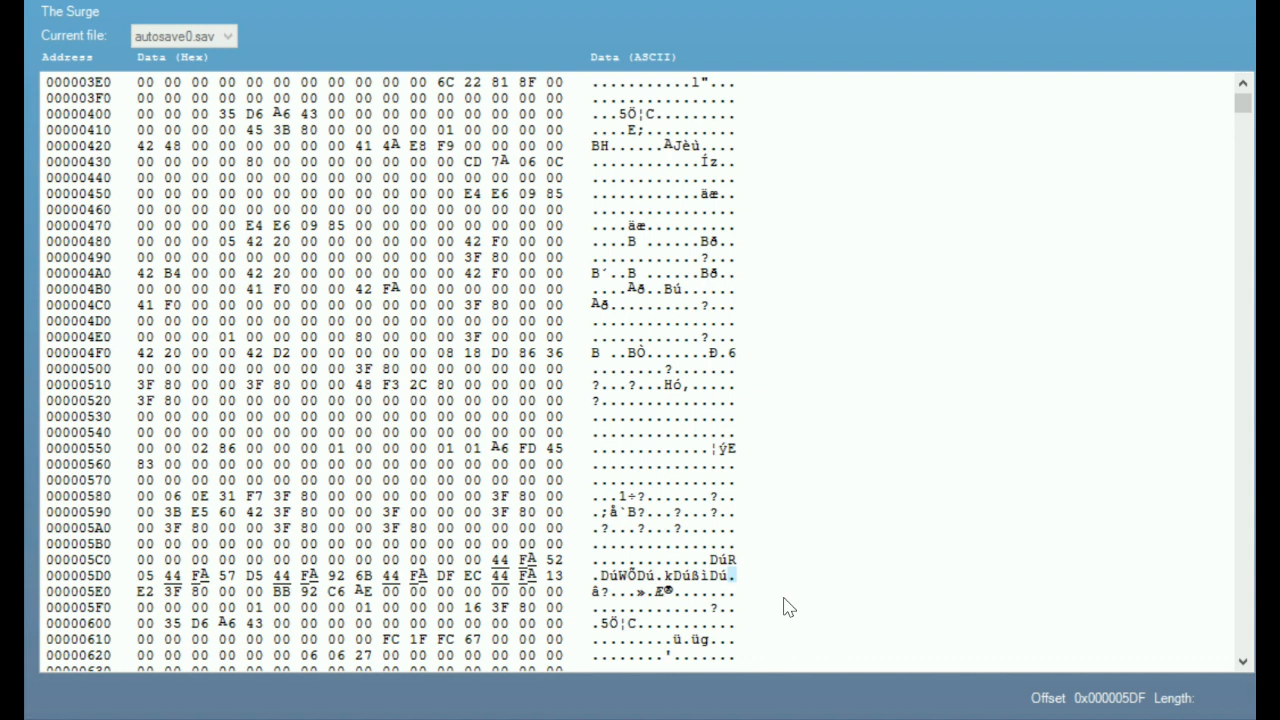 The Surge
Current file: autosave0.sav
Address Data (Hex) Data (ASCII)
000003E0 00 00 00 00 00 00 00 00 00 00 00 6C 22 81 8F 00 ...........l"...
000003F0 00 00 00 00 00 00 00 00 00 00 00 00 00 00 00 00 ................
00000400 00 00 00 35 D6 A6 43 00 00 00 00 00 00 00 00 00 ...5Ö¦C.........
00000410 00 00 00 00 45 3B 80 00 00 00 00 01 00 00 00 00 ....E;..........
00000420 42 48 00 00 00 00 00 00 41 4A E8 F9 00 00 00 00 BH......AJèù....
00000430 00 00 00 00 80 00 00 00 00 00 00 00 CD 7A 06 0C ............Íz..
00000440 00 00 00 00 00 00 00 00 00 00 00 00 00 00 00 00 ................
00000450 00 00 00 00 00 00 00 00 00 00 00 00 E4 E6 09 85 ............äæ..
00000460 00 00 00 00 00 00 00 00 00 00 00 00 00 00 00 00 ................
00000470 00 00 00 00 E4 E6 09 85 00 00 00 00 00 00 00 00 ....äæ..........
00000480 00 00 00 05 42 20 00 00 00 00 00 00 42 F0 00 00 ....B ......Bð..
00000490 00 00 00 00 00 00 00 00 00 00 00 00 3F 80 00 00 ............?...
000004A0 42 B4 00 00 42 20 00 00 00 00 00 00 42 F0 00 00 B´..B ......Bð..
000004B0 00 00 00 00 41 F0 00 00 42 FA 00 00 00 00 00 00 ....Að..Bú......
000004C0 41 F0 00 00 00 00 00 00 00 00 00 00 3F 80 00 00 Að..........?...
000004D0 00 00 00 00 00 00 00 00 00 00 00 00 00 00 00 00 ................
000004E0 00 00 00 01 00 00 00 00 80 00 00 00 3F 00 00 00 ............?...
000004F0 42 20 00 00 42 D2 00 00 00 00 00 08 18 D0 86 36 B ..BÒ.......Ð.6
00000500 00 00 00 00 00 00 00 00 3F 80 00 00 00 00 00 00 ........?.......
00000510 3F 80 00 00 3F 80 00 00 48 F3 2C 80 00 00 00 00 ?...?...Hó,.....
00000520 3F 80 00 00 00 00 00 00 00 00 00 00 00 00 00 00 ?...............
00000530 00 00 00 00 00 00 00 00 00 00 00 00 00 00 00 00 ................
00000540 00 00 00 00 00 00 00 00 00 00 00 00 00 00 00 00 ................
00000550 00 00 02 86 00 00 00 01 00 00 00 01 01 A6 FD 45 .............¦ýE
00000560 83 00 00 00 00 00 00 00 00 00 00 00 00 00 00 00 ................
00000570 00 00 00 00 00 00 00 00 00 00 00 00 00 00 00 00 ................
00000580 00 06 0E 31 F7 3F 80 00 00 00 00 00 00 3F 80 00 ...1÷?.......?..
00000590 00 3B E5 60 42 3F 80 00 00 3F 00 00 00 3F 80 00 .;å`B?...?...?..
000005A0 00 3F 80 00 00 3F 80 00 00 3F 80 00 00 00 00 00 .?...?...?......
000005B0 00 00 00 00 00 00 00 00 00 00 00 00 00 00 00 00 ................
000005C0 00 00 00 00 00 00 00 00 00 00 00 00 00 44 FA 52 .............DúR
000005D0 05 44 FA 57 D5 44 FA 92 6B 44 FA DF EC 44 FA 13 .DúWÕDú.kDúßìDú.
000005E0 E2 3F 80 00 00 BB 92 C6 AE 00 00 00 00 00 00 00 â?...».Æ®.......
000005F0 00 00 00 00 01 00 00 00 01 00 00 00 16 3F 80 00 .............?..
00000600 00 35 D6 A6 43 00 00 00 00 00 00 00 00 00 00 00 .5Ö¦C...........
00000610 00 00 00 00 00 00 00 00 00 FC 1F FC 67 00 00 00 .........ü.üg...
00000620 00 00 00 00 00 00 06 06 27 00 00 00 00 00 00 00 ........'.......
Offset 0x000005DF Length: